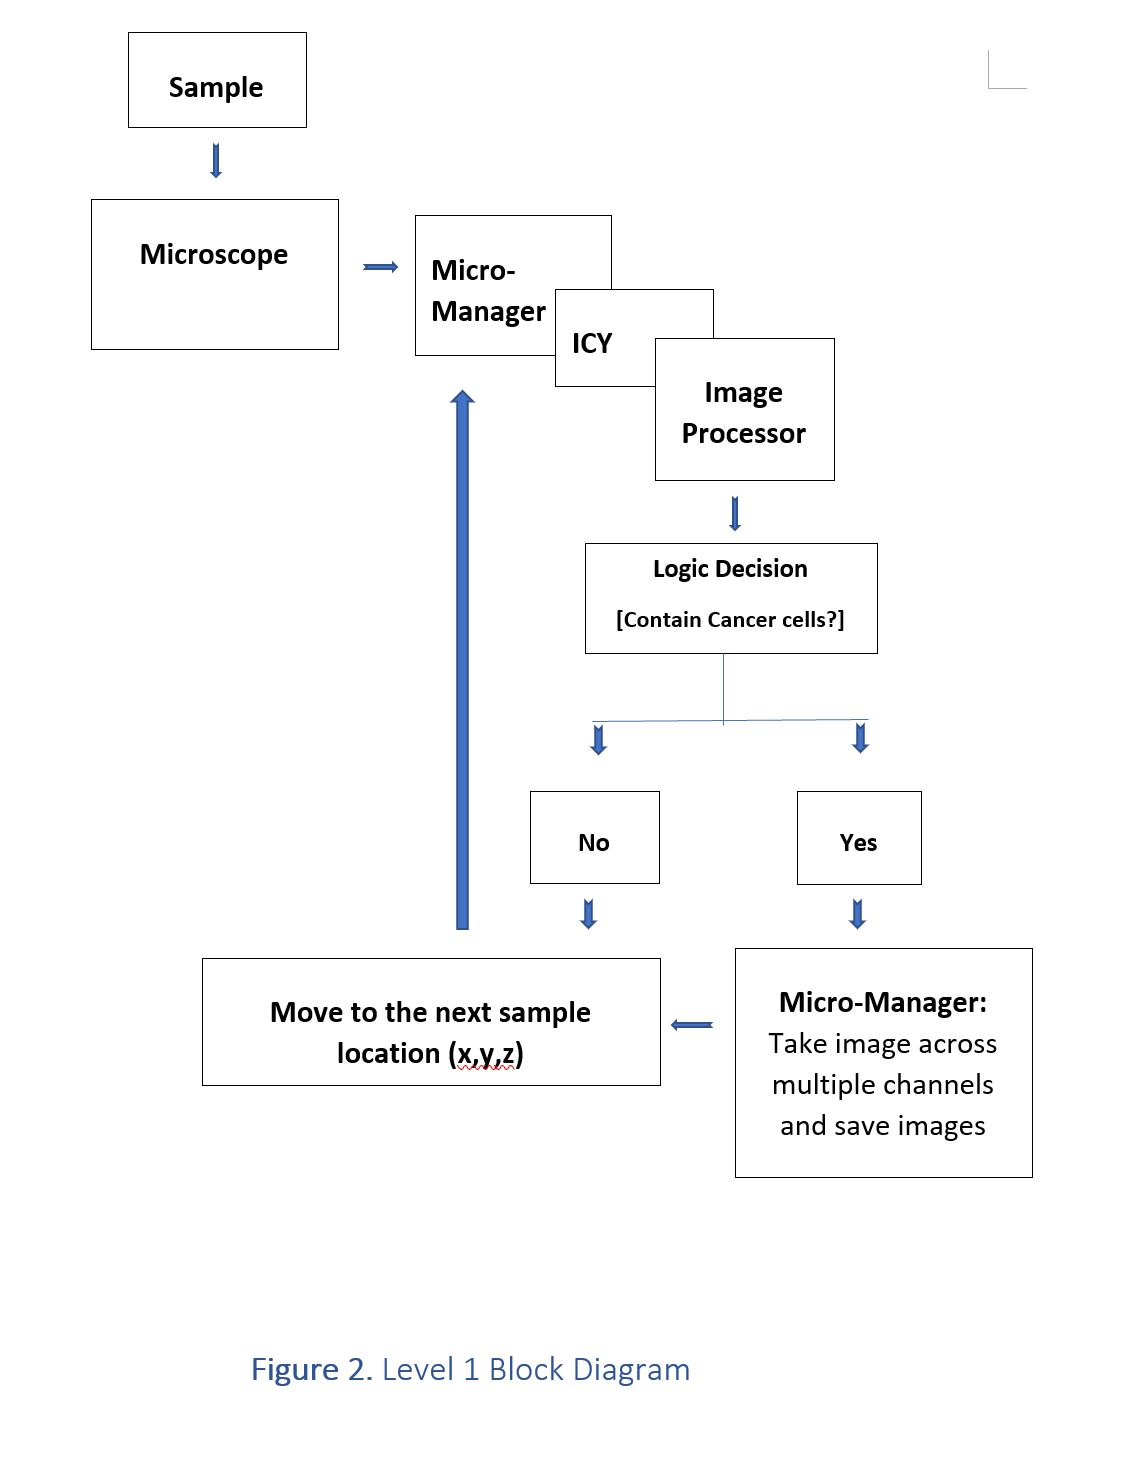 Sample
Microscope
Micro-
Manager
ICY
Image
Processor
Logic Decision
[Contain Cancer cells?]
No
Yes
Move to the next sample
location (x,y,z)
Micro-Manager:
Take image across
multiple channels
and save images
Figure 2. Level 1 Block Diagram